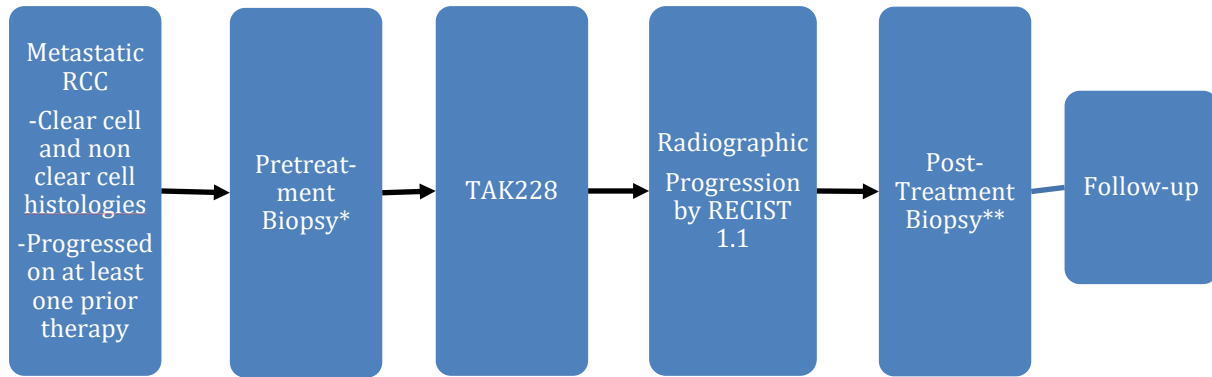 Metastatic
RCC
-Clear cell
and non
clear cell
histologies
-Progressed
on at least
one prior
therapy
Pretreat-
ment
Biopsy*
TAK228
Radiographic
Progression
by RECIST
1.1
Post-
Treatment
Biopsy**
Follow-up